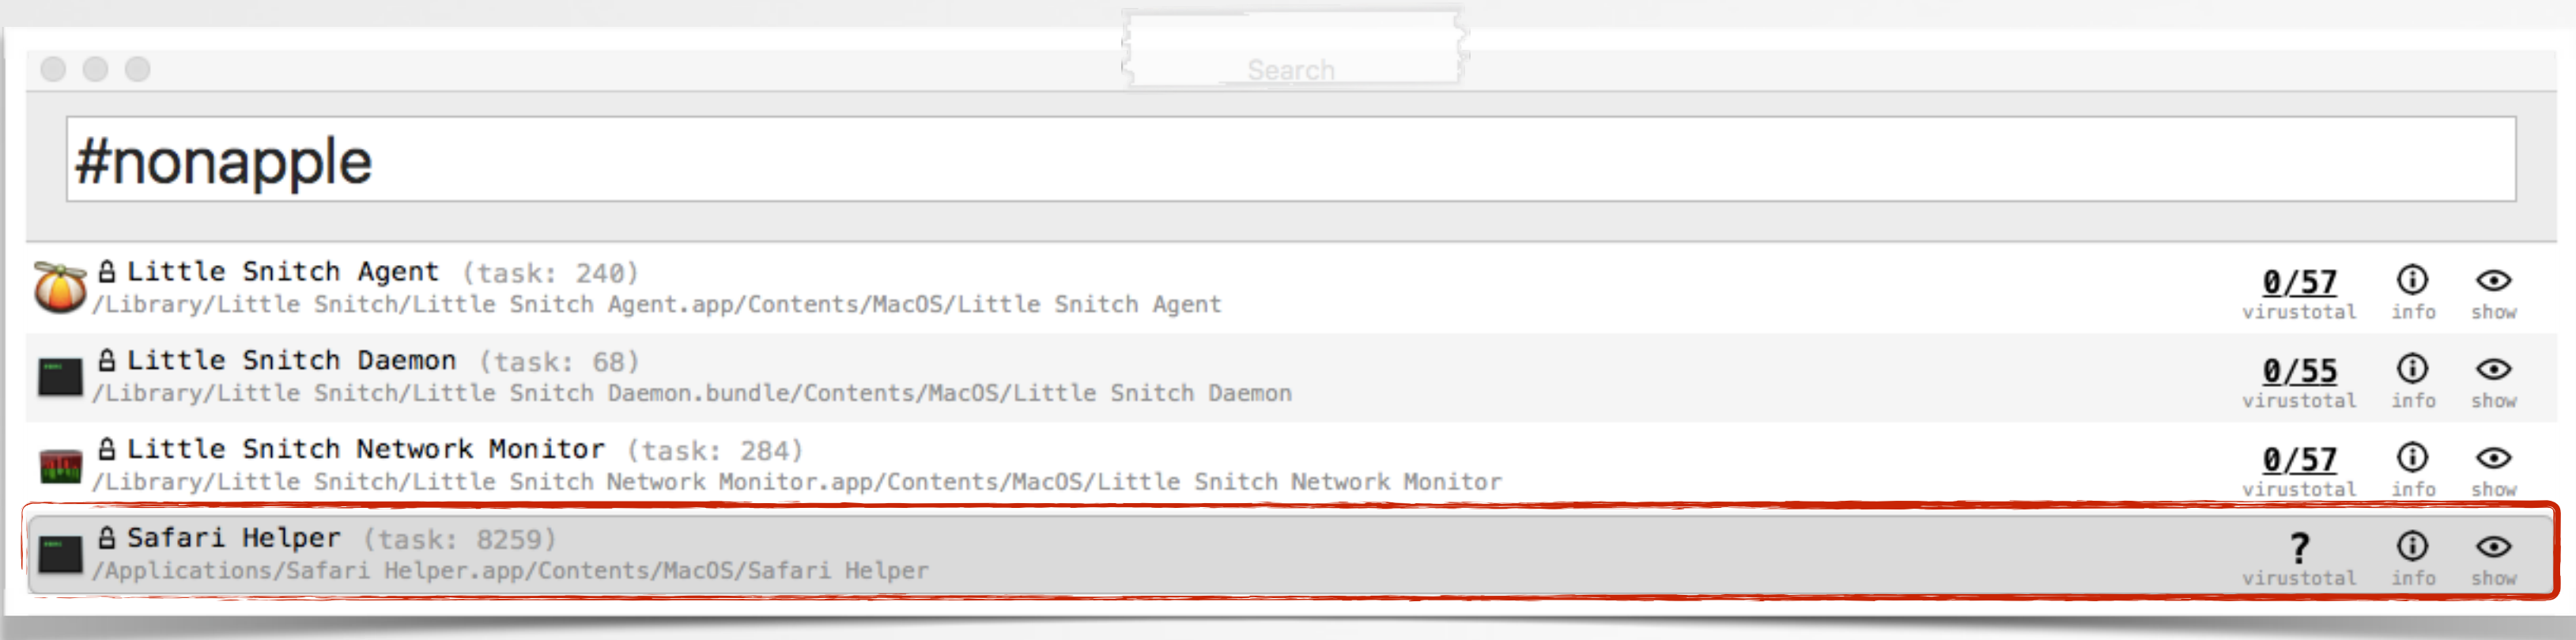 Search
#nonapple
Little Snitch Agent (task: 240)
/Library/Little Snitch/Little Snitch Agent.app/Contents/MacOS/Little Snitch Agent
0/57
virustotal
info
show
Little Snitch Daemon (task: 68)
/Library/Little Snitch/Little Snitch Daemon.bundle/Contents/MacOS/Little Snitch Daemon
0/55
virustotal
info
show
Little Snitch Network Monitor (task: 284)
/Library/Little Snitch/Little Snitch Network Monitor.app/Contents/MacOS/Little Snitch Network Monitor
0/57
virustotal
info
show
Safari Helper (task: 8259)
/Applications/Safari Helper.app/Contents/MacOS/Safari Helper
?
virustotal
info
show